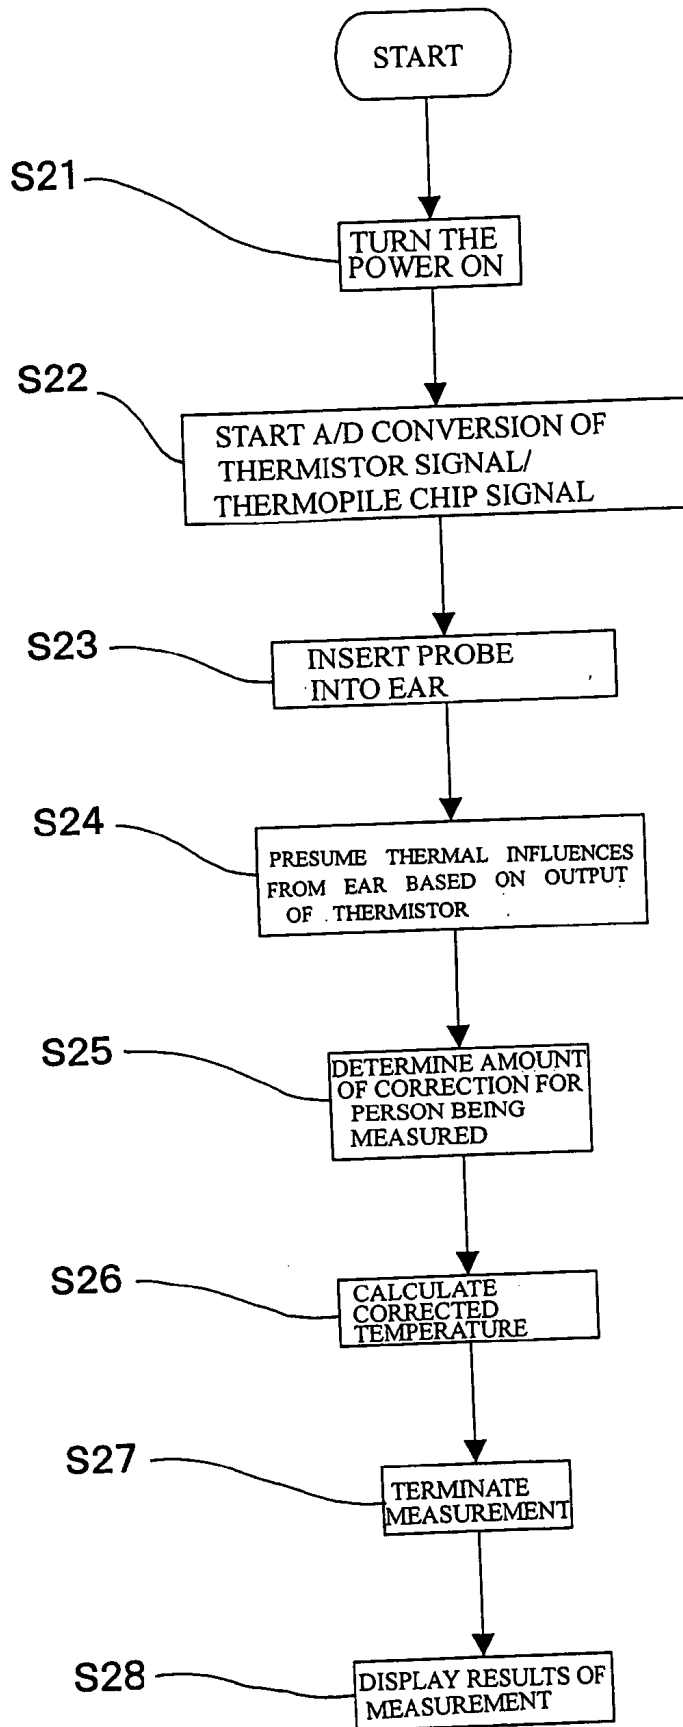 START
S21
TURN THE
POWER ON
S22
START A/D CONVERSION OF
THERMISTOR SIGNAL/
THERMOPILE CHIP SIGNAL
S23
INSERT PROBE
INTO EAR
S24
PRESUME THERMAL INFLUENCES
FROM EAR BASED ON OUTPUT
OF THERMISTOR
S25
DETERMINE AMOUNT
OF CORRECTION FOR
PERSON BEING
MEASURED
S26
CALCULATE
CORRECTED
TEMPERATURE
S27
TERMINATE
MEASUREMENT
S28
DISPLAY RESULTS OF
MEASUREMENT